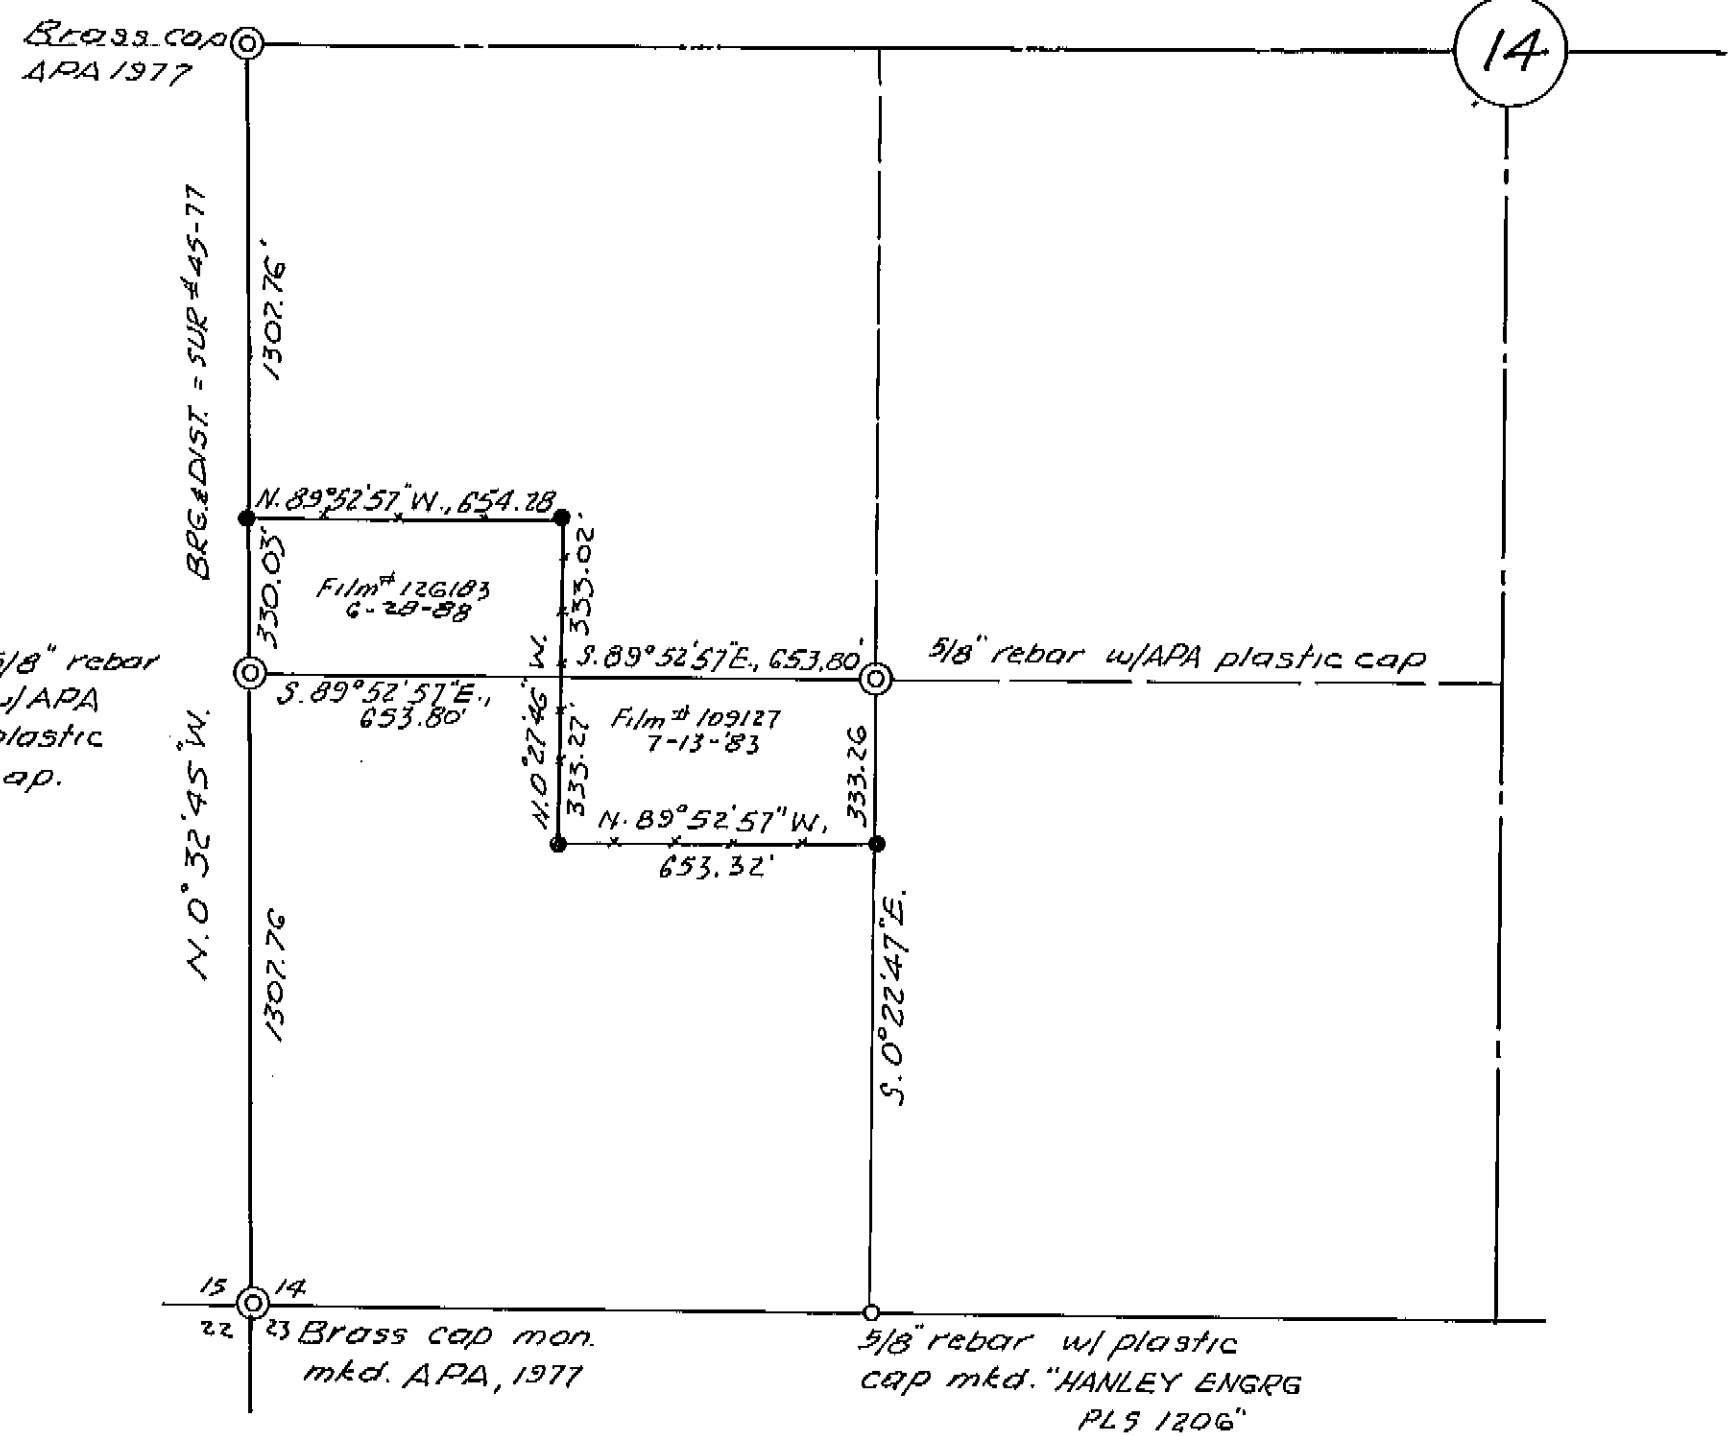 Brass cap
APA 1977
14
BRG.&DIST. = SUR #45-77
1307.76'
N. 89°52'57"W., 654.28
330.03'
333.02'
Film# 126183
6-28-88
5/8" rebar
w/APA
plastic
cap.
S. 89°52'57"E., 653.80'
5/8" rebar w/APA plastic cap
S. 89°52'57"E.,
653.80'
N. 0°27'46" W.
333.27'
Film# 109127
7-13-'83
333.26
N. 89°52'57"W.,
653.32'
N. 0°32'45"W.
1307.76
S. 0°22'47"E.
15 14
22 23
Brass cap mon.
mkd. APA, 1977
5/8" rebar w/ plastic
cap mkd. "HANLEY ENGRG
PLS 1206"